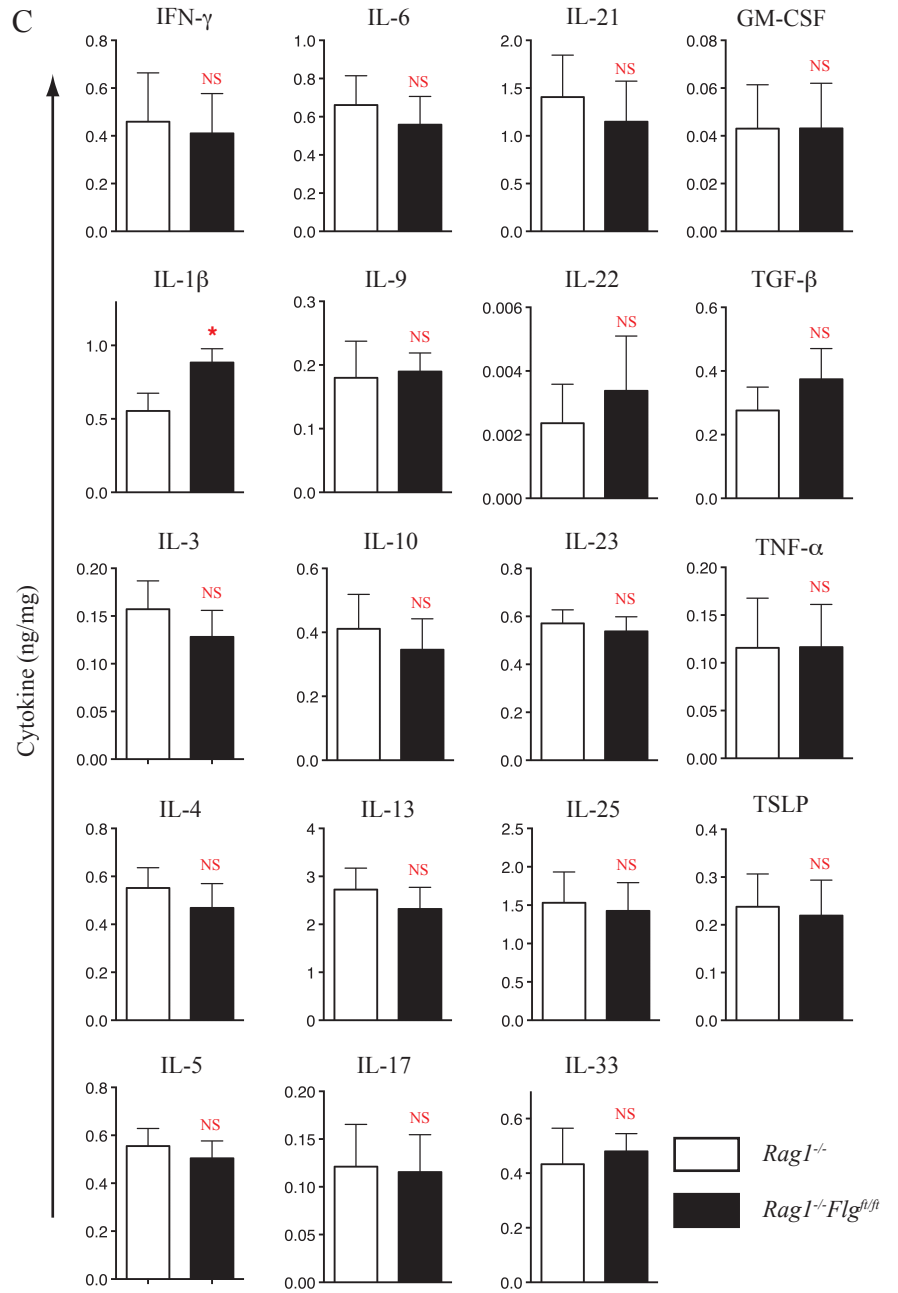 C
Cytokine (ng/mg)
IFN-γ
0.8
0.6
0.4
0.2
0.0
NS
IL-6
1.0
0.8
0.6
0.4
0.2
0.0
NS
IL-21
2.0
1.5
1.0
0.5
0.0
NS
GM-CSF
0.08
0.06
0.04
0.02
0.00
NS
IL-1β
1.0
0.5
0.0
*
IL-9
0.3
0.2
0.1
0.0
NS
IL-22
0.006
0.004
0.002
0.000
NS
TGF-β
0.6
0.4
0.2
0.0
NS
IL-3
0.20
0.15
0.10
0.05
0.00
NS
IL-10
0.6
0.4
0.2
0.0
NS
IL-23
0.8
0.6
0.4
0.2
0.0
NS
TNF-α
0.20
0.15
0.10
0.05
0.00
NS
IL-4
0.8
0.6
0.4
0.2
0.0
NS
IL-13
4
3
2
1
0
NS
IL-25
2.5
2.0
1.5
1.0
0.5
0.0
NS
TSLP
0.4
0.3
0.2
0.1
0.0
NS
IL-5
0.8
0.6
0.4
0.2
0.0
NS
IL-17
0.20
0.15
0.10
0.05
0.00
NS
IL-33
0.6
0.4
0.2
0.0
NS
Rag1-/-
Rag1-/-Flgft/ft